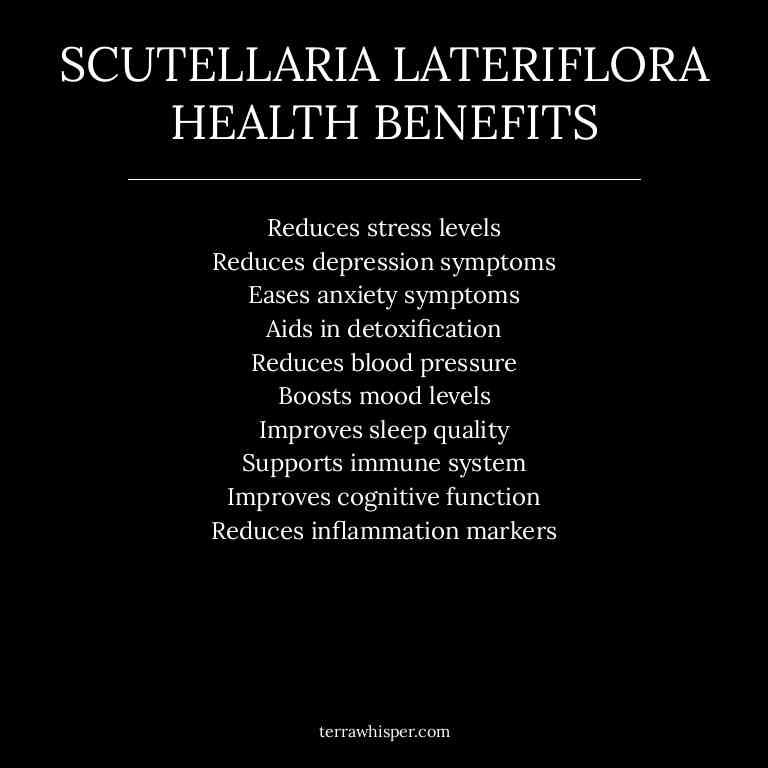 SCUTELLARIA LATERIFLORA
HEALTH BENEFITS
Reduces stress levels
Reduces depression symptoms
Eases anxiety symptoms
Aids in detoxification
Reduces blood pressure
Boosts mood levels
Improves sleep quality
Supports immune system
Improves cognitive function
Reduces inflammation markers
terrawhisper.com